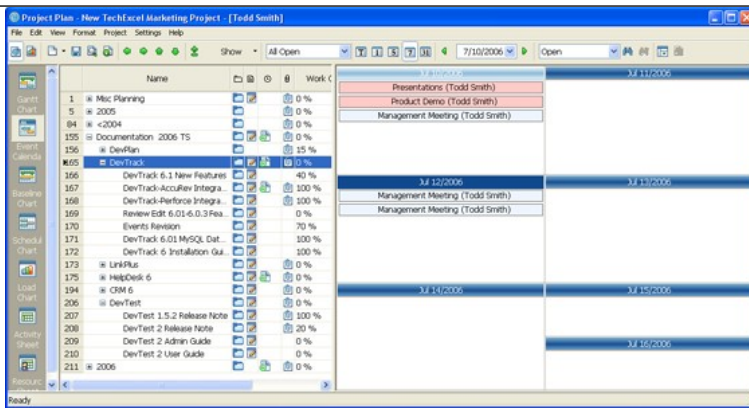 Project Plan - New TechExcel Marketing Project - [Todd Smith]
File Edit View Format Project Settings Help
Show All Open 7/10/2006 Open
Gantt Chart
Event Calenda
Baseline Chart
Schedul Chart
Load Chart
Activity Sheet
Resourc
Name Work C
1 Misc Planning 0 %
5 2005 0 %
84 <2004 0 %
155 Documentation 2006 TS 0 %
156 DevPlan 15 %
165 DevTrack 0 %
166 DevTrack 6.1 New Features 40 %
167 DevTrack-AccuRev Integra... 100 %
168 DevTrack-Perforce Integra... 100 %
169 Review Edit 6.01-6.0.3 Fea... 0 %
170 Events Revision 70 %
171 DevTrack 6.01 MySQL Dat... 100 %
172 DevTrack 6 Installation Gui... 100 %
173 LinkPlus 0 %
175 HelpDesk 6 0 %
194 CRM 6 0 %
206 DevTest 0 %
207 DevTest 1.5.2 Release Note 100 %
208 DevTest 2 Release Note 20 %
209 DevTest 2 Admin Guide 0 %
210 DevTest 2 User Guide 0 %
211 2006 0 %
Jul 10/2006
Presentations (Todd Smith)
Product Demo (Todd Smith)
Management Meeting (Todd Smith)
Jul 11/2006
Jul 12/2006
Management Meeting (Todd Smith)
Management Meeting (Todd Smith)
Jul 13/2006
Jul 14/2006
Jul 15/2006
Jul 16/2006
Ready